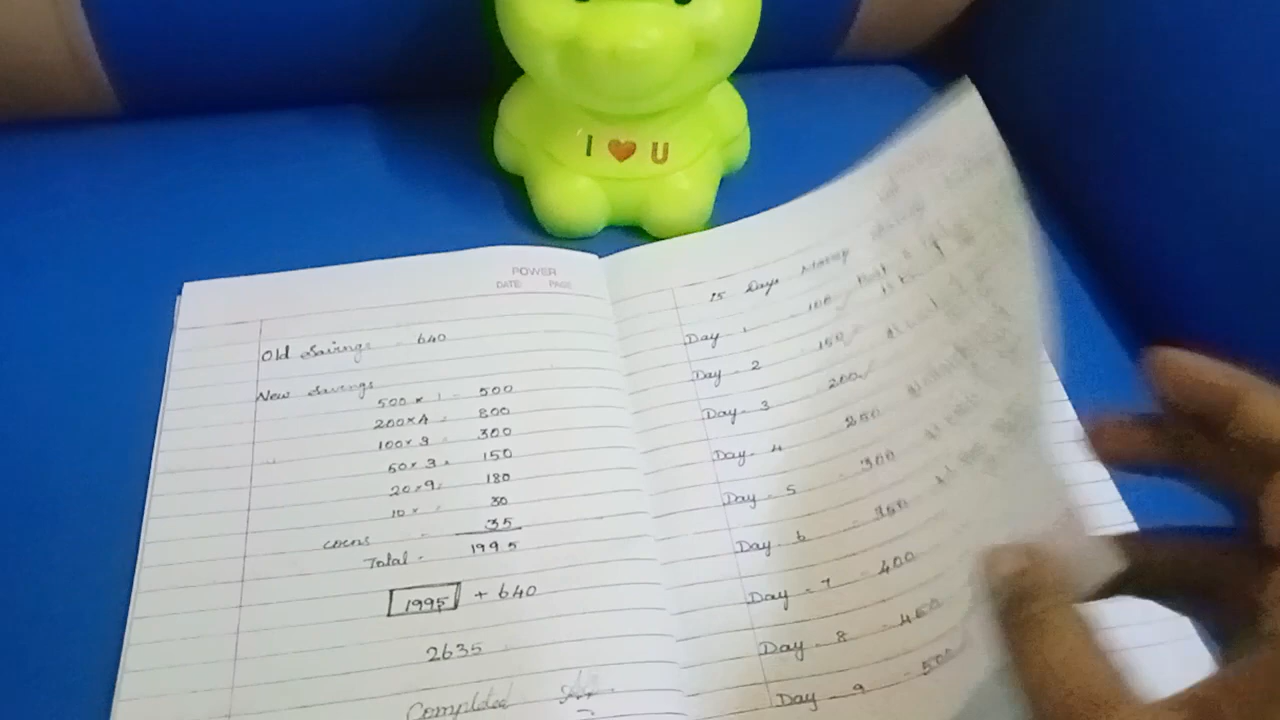 I ❤ U
POWER
DATE: PAGE:
Old Savings - 640
New Savings
500 x 1 - 500
200 x 4 - 800
100 x 3 - 300
50 x 3 - 150
20 x 9 - 180
10 x - 30
coins - 35
Total - 1995
1995 + 640
2635
Completed
15 Days Money
Day - 1 - 100
Day - 2 - 150
Day - 3 - 200
Day - 4 - 250
Day - 5 - 300
Day - 6 - 350
Day - 7 - 400
Day - 8 - 450
Day - 9 - 500